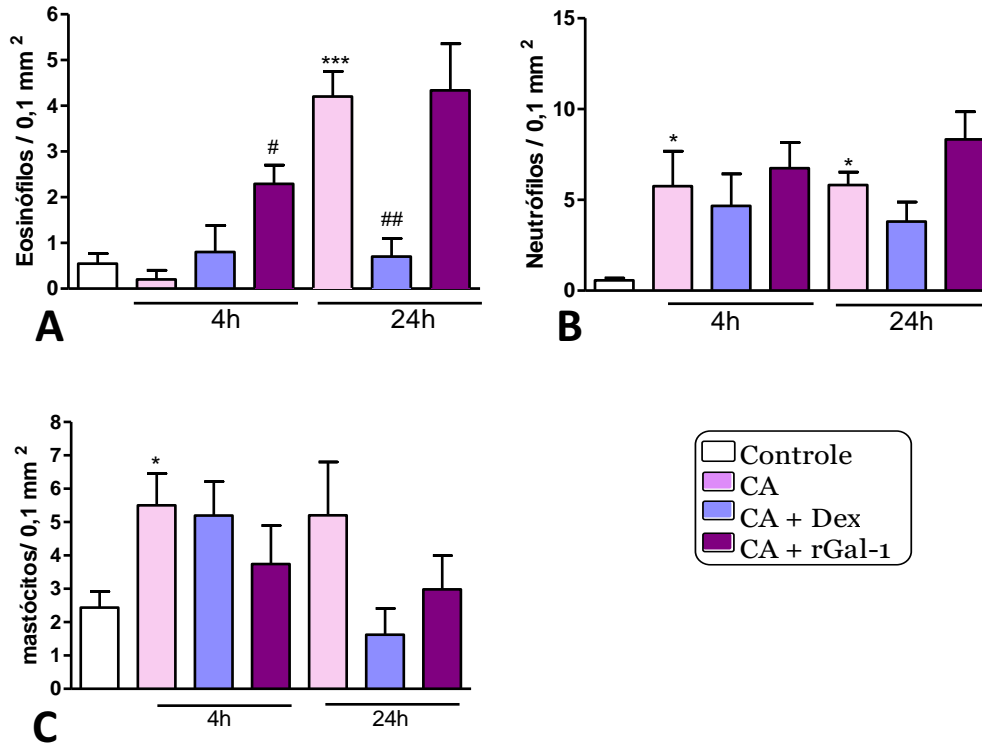 Eosinófilos / 0,1 mm 2
6
5
4
3
2
1
0
#
***
##
4h
24h
A
Neutrófilos / 0,1 mm 2
15
10
5
0
*
*
4h
24h
B
mastócitos/ 0,1 mm 2
8
7
6
5
4
3
2
1
0
*
4h
24h
C
Controle
CA
CA + Dex
CA + rGal-1